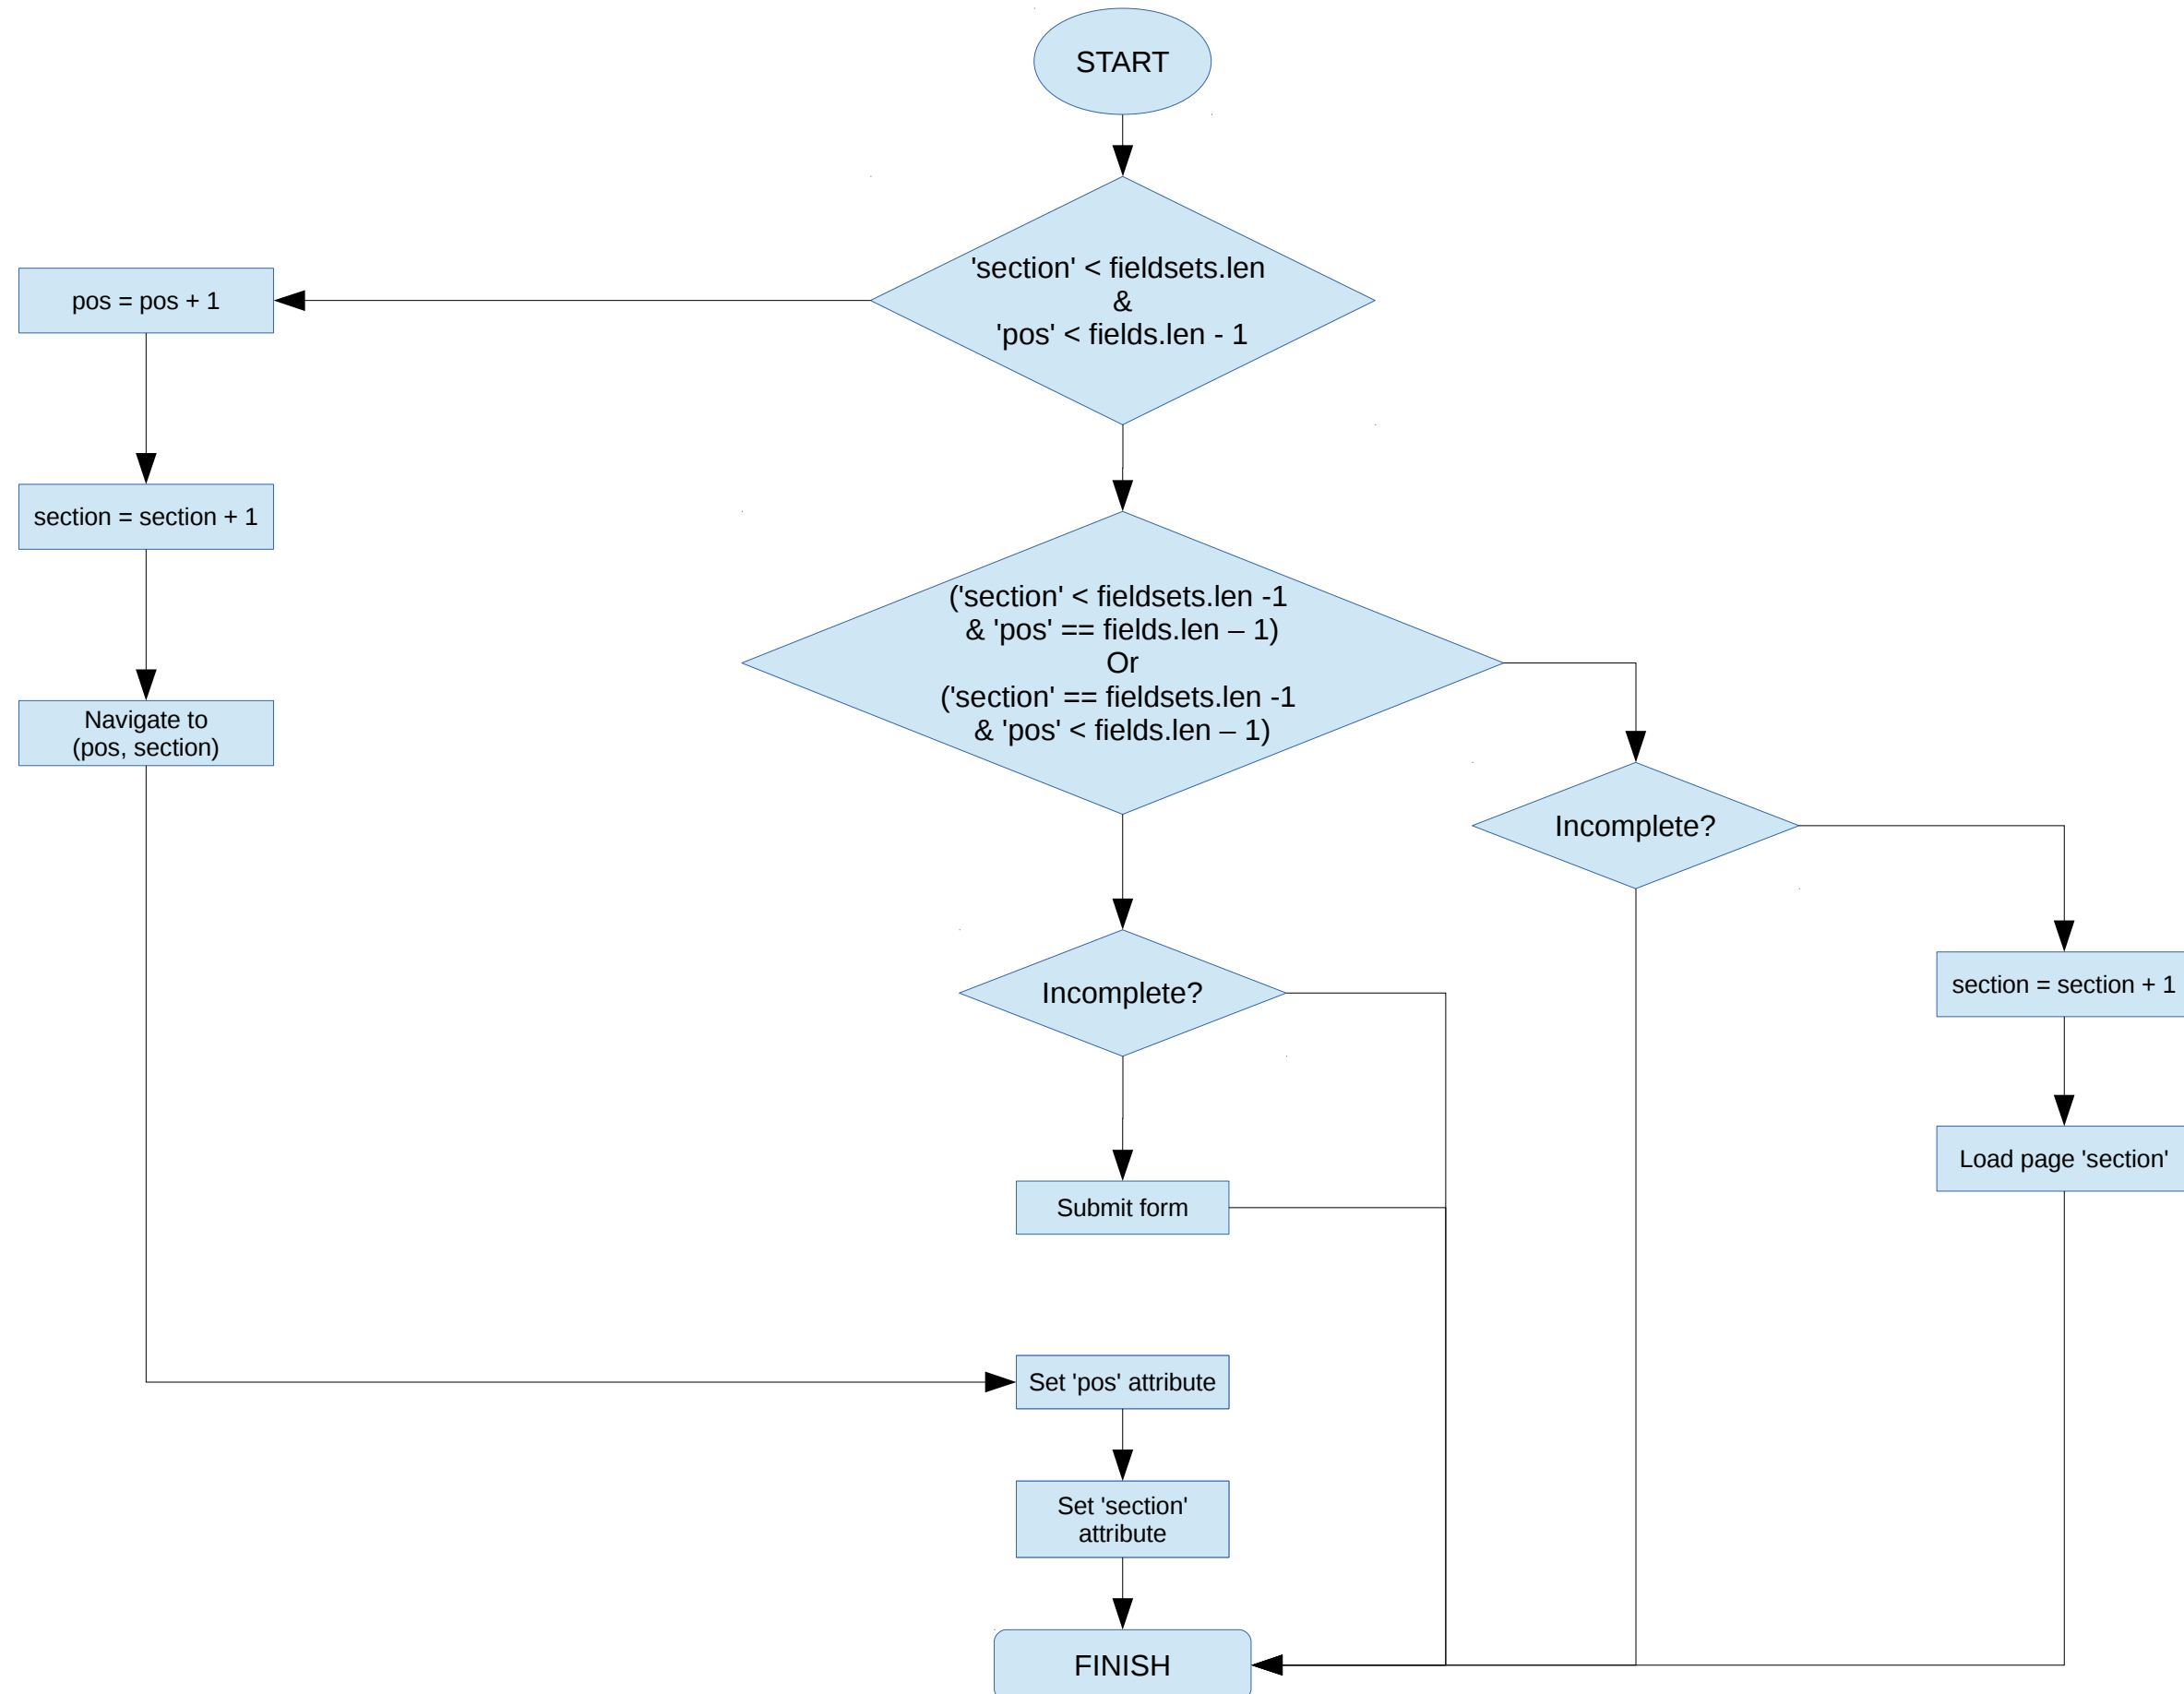 START
'section' < fieldsets.len
&
'pos' < fields.len - 1
pos = pos + 1
section = section + 1
Navigate to
(pos, section)
('section' < fieldsets.len -1
& 'pos' == fields.len – 1)
Or
('section' == fieldsets.len -1
& 'pos' < fields.len – 1)
Incomplete?
Incomplete?
section = section + 1
Load page 'section'
Submit form
Set 'pos' attribute
Set 'section'
attribute
FINISH